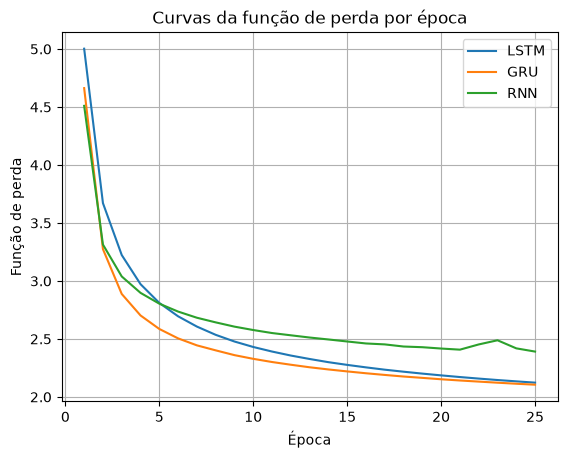 Curvas da função de perda por época
LSTM
GRU
RNN
5.0
4.5
4.0
3.5
3.0
2.5
2.0
Função de perda
0
5
10
15
20
25
Época